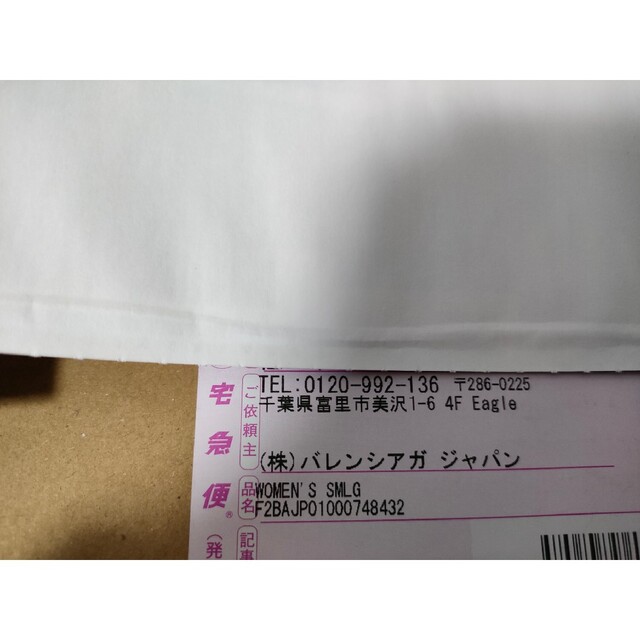 宅急便®
ご依頼主
TEL:0120-992-136 〒286-0225
千葉県富里市美沢1-6 4F Eagle
(株)バレンシアガ ジャパン
品名
WOMEN'S SMLG
F2BAJP01000748432
記事
(発